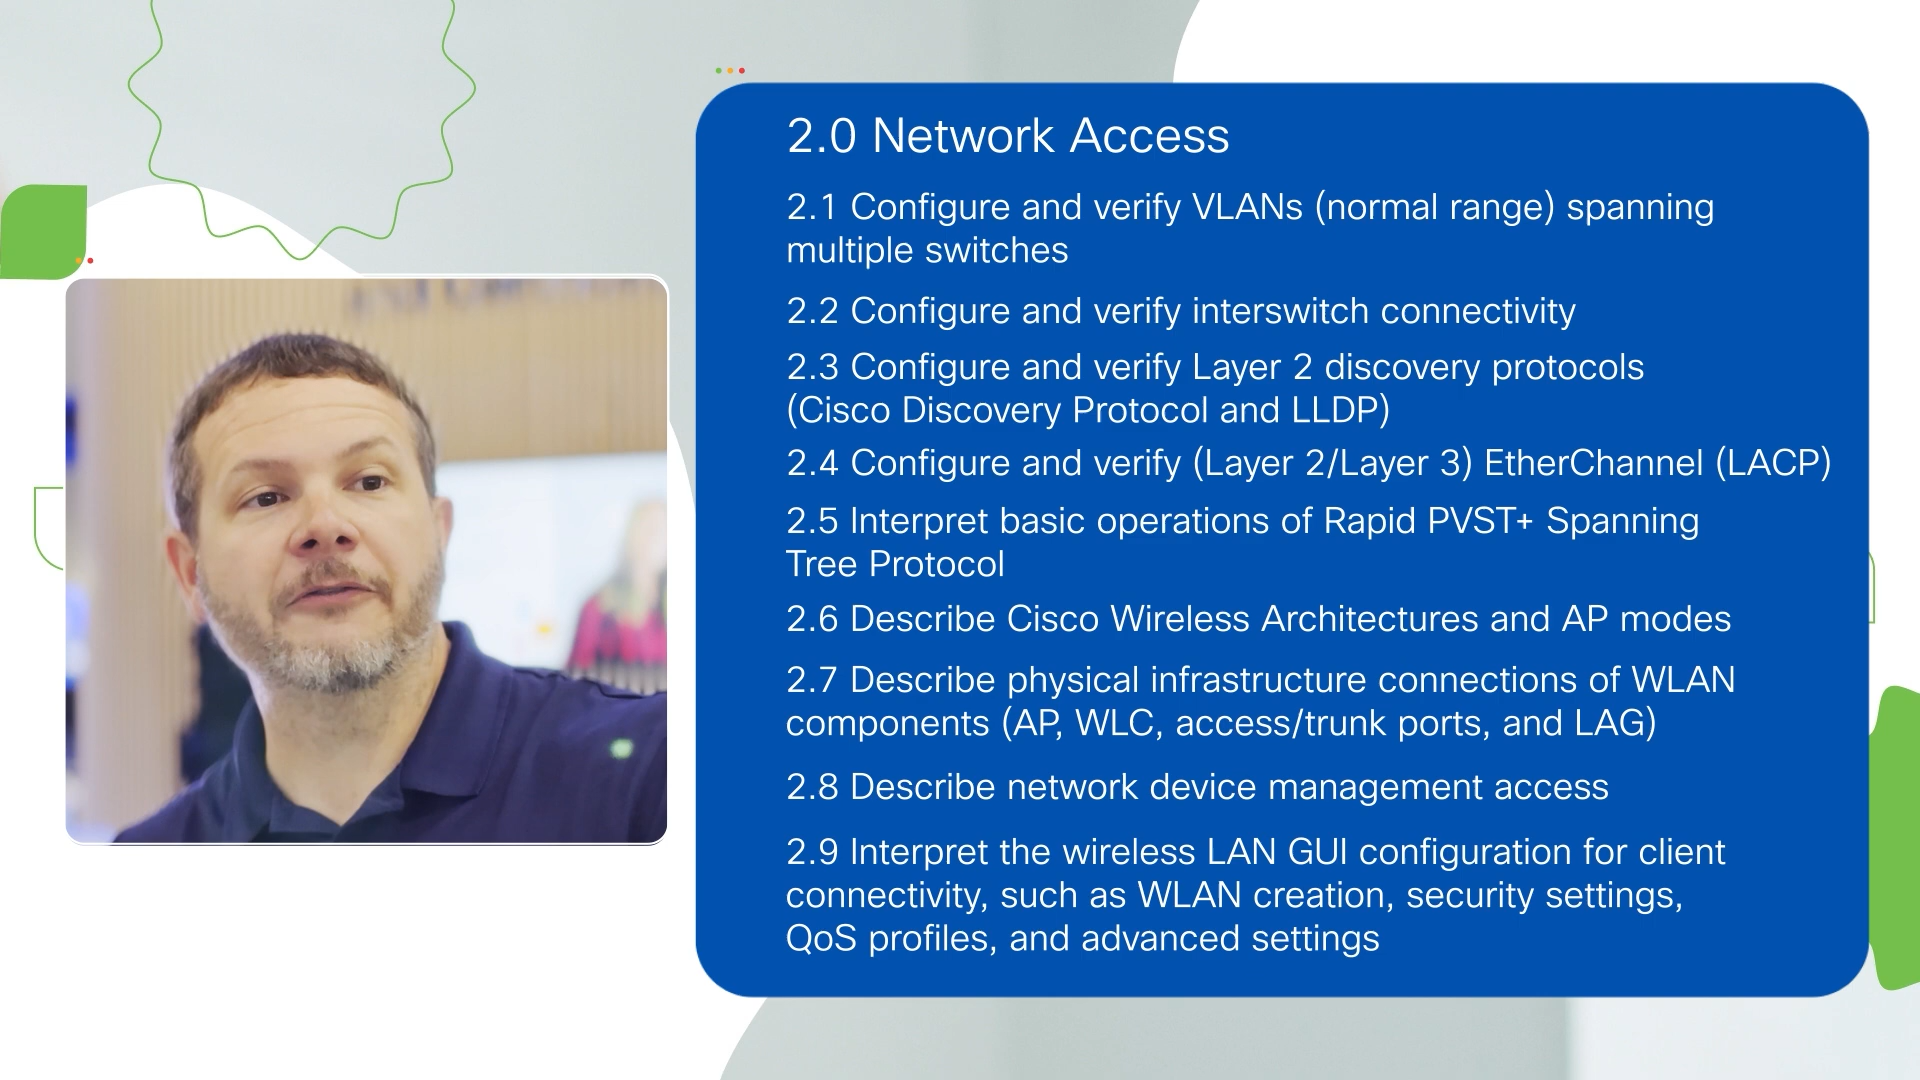 2.0 Network Access
2.1 Configure and verify VLANs (normal range) spanning
multiple switches
2.2 Configure and verify interswitch connectivity
2.3 Configure and verify Layer 2 discovery protocols
(Cisco Discovery Protocol and LLDP)
2.4 Configure and verify (Layer 2/Layer 3) EtherChannel (LACP)
2.5 Interpret basic operations of Rapid PVST+ Spanning
Tree Protocol
2.6 Describe Cisco Wireless Architectures and AP modes
2.7 Describe physical infrastructure connections of WLAN
components (AP, WLC, access/trunk ports, and LAG)
2.8 Describe network device management access
2.9 Interpret the wireless LAN GUI configuration for client
connectivity, such as WLAN creation, security settings,
QoS profiles, and advanced settings